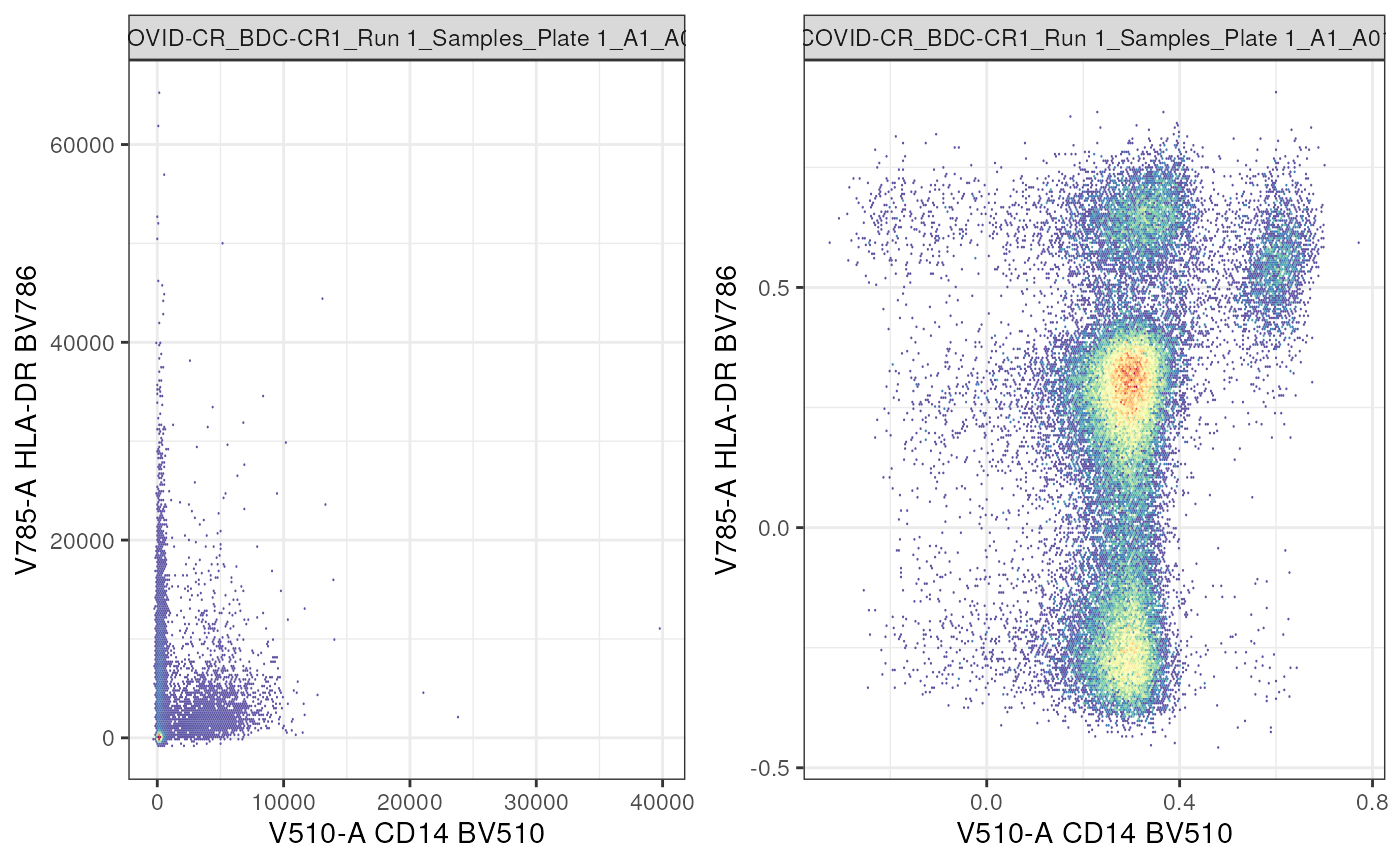 OVID-CR_BDC-CR1_Run 1_Samples_Plate 1_A1_A0
V785-A HLA-DR BV786
60000
40000
20000
0
0 10000 20000 30000 40000
V510-A CD14 BV510
COVID-CR_BDC-CR1_Run 1_Samples_Plate 1_A1_A0
V785-A HLA-DR BV786
0.5
0.0
-0.5
0.0 0.4 0.8
V510-A CD14 BV510